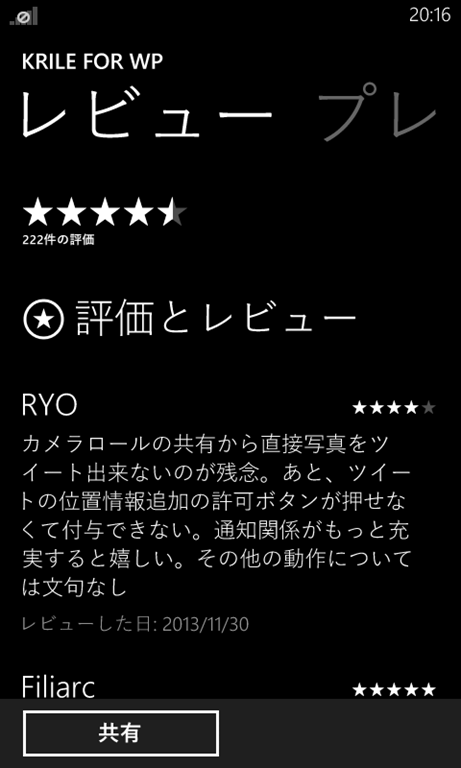 20:16
KRILE FOR WP
レビュー プレ
222件の評価
評価とレビュー
RYO
カメラロールの共有から直接写真をツ
イート出来ないのが残念。あと、ツイー
トの位置情報追加の許可ボタンが押せな
くて付与できない。通知関係がもっと充
実すると嬉しい。その他の動作について
は文句なし
レビューした日: 2013/11/30
Filiarc
共有